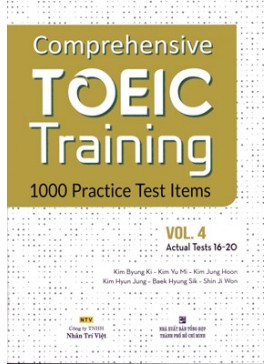 Comprehensive
TOEIC
Training
1000 Practice Test Items
VOL. 4
Actual Tests 16-20
Kim Byung Ki - Kim Yu Mi - Kim Jung Hoon
Kim Hyun Jung - Baek Hyung Sik - Shin Ji Won
NTV
Công ty TNHH
Nhân Trí Việt
NHÀ XUẤT BẢN TỔNG HỢP
THÀNH PHỐ HỒ CHÍ MINH